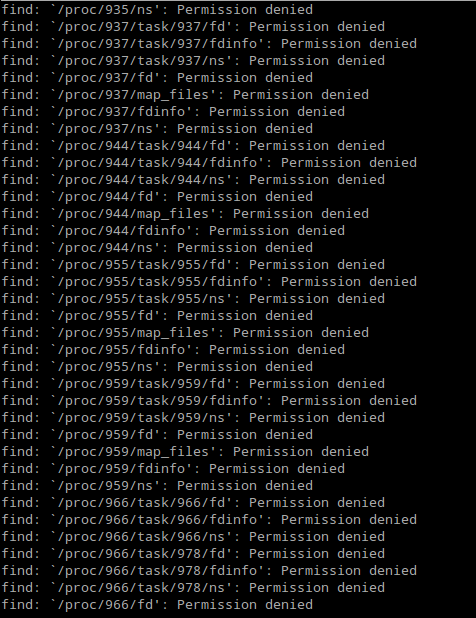 find: `/proc/935/ns': Permission denied
find: `/proc/937/task/937/fd': Permission denied
find: `/proc/937/task/937/fdinfo': Permission denied
find: `/proc/937/task/937/ns': Permission denied
find: `/proc/937/fd': Permission denied
find: `/proc/937/map_files': Permission denied
find: `/proc/937/fdinfo': Permission denied
find: `/proc/937/ns': Permission denied
find: `/proc/944/task/944/fd': Permission denied
find: `/proc/944/task/944/fdinfo': Permission denied
find: `/proc/944/task/944/ns': Permission denied
find: `/proc/944/fd': Permission denied
find: `/proc/944/map_files': Permission denied
find: `/proc/944/fdinfo': Permission denied
find: `/proc/944/ns': Permission denied
find: `/proc/955/task/955/fd': Permission denied
find: `/proc/955/task/955/fdinfo': Permission denied
find: `/proc/955/task/955/ns': Permission denied
find: `/proc/955/fd': Permission denied
find: `/proc/955/map_files': Permission denied
find: `/proc/955/fdinfo': Permission denied
find: `/proc/955/ns': Permission denied
find: `/proc/959/task/959/fd': Permission denied
find: `/proc/959/task/959/fdinfo': Permission denied
find: `/proc/959/task/959/ns': Permission denied
find: `/proc/959/fd': Permission denied
find: `/proc/959/map_files': Permission denied
find: `/proc/959/fdinfo': Permission denied
find: `/proc/959/ns': Permission denied
find: `/proc/966/task/966/fd': Permission denied
find: `/proc/966/task/966/fdinfo': Permission denied
find: `/proc/966/task/966/ns': Permission denied
find: `/proc/966/task/978/fd': Permission denied
find: `/proc/966/task/978/fdinfo': Permission denied
find: `/proc/966/task/978/ns': Permission denied
find: `/proc/966/fd': Permission denied